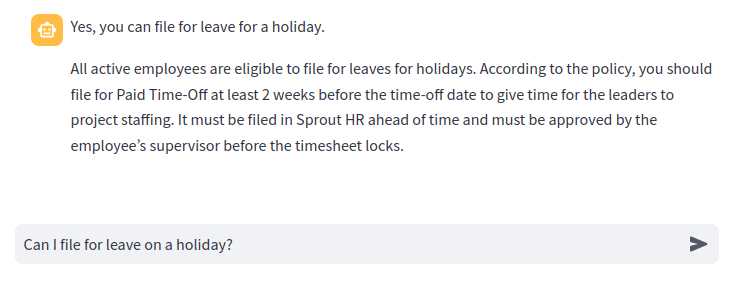 Yes, you can file for leave for a holiday.
All active employees are eligible to file for leaves for holidays. According to the policy, you should
file for Paid Time-Off at least 2 weeks before the time-off date to give time for the leaders to
project staffing. It must be filed in Sprout HR ahead of time and must be approved by the
employee’s supervisor before the timesheet locks.
Can I file for leave on a holiday?